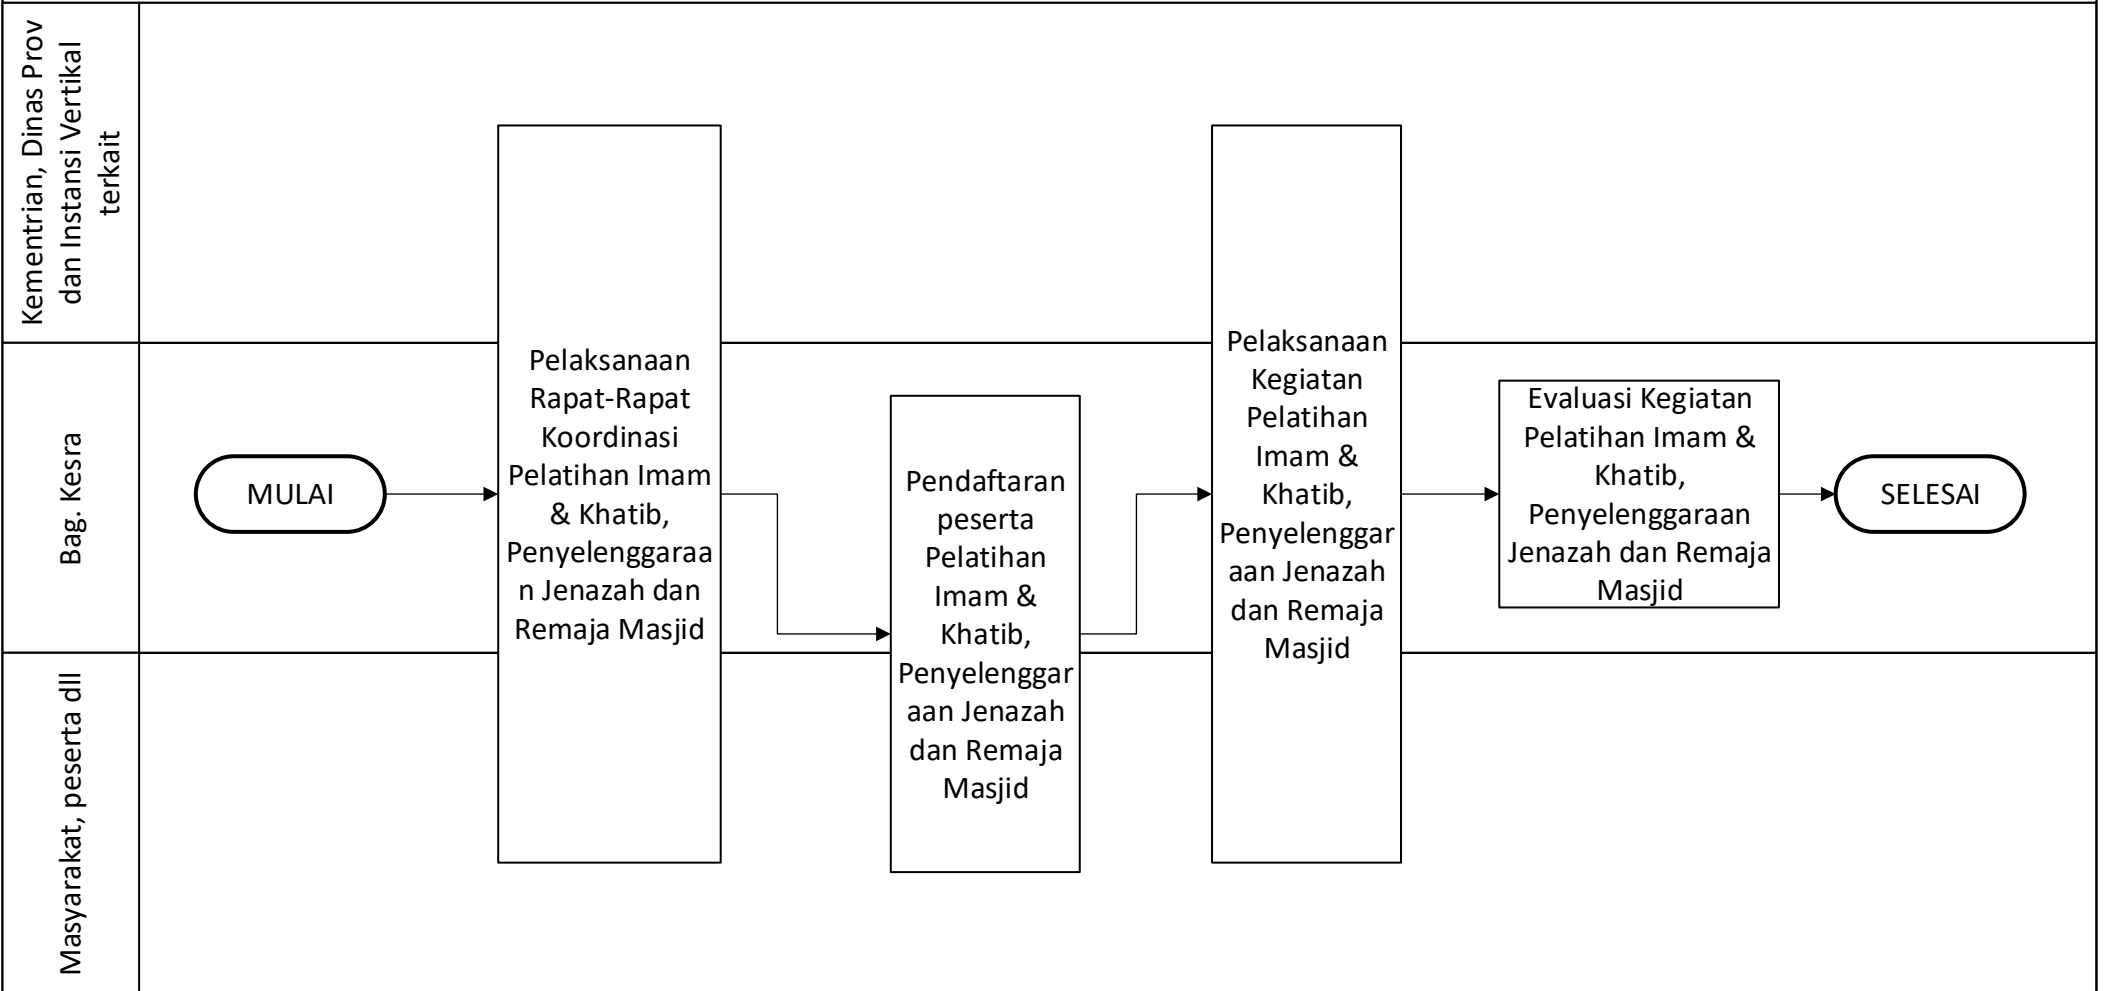 Kementrian, Dinas Prov
dan Instansi Vertikal
terkait
Bag. Kesra
Masyarakat, peserta dll
MULAI
Pelaksanaan
Rapat-Rapat
Koordinasi
Pelatihan Imam
& Khatib,
Penyelenggaraa
n Jenazah dan
Remaja Masjid
Pendaftaran
peserta
Pelatihan
Imam &
Khatib,
Penyelenggar
aan Jenazah
dan Remaja
Masjid
Pelaksanaan
Kegiatan
Pelatihan
Imam &
Khatib,
Penyelenggar
aan Jenazah
dan Remaja
Masjid
Evaluasi Kegiatan
Pelatihan Imam &
Khatib,
Penyelenggaraan
Jenazah dan Remaja
Masjid
SELESAI